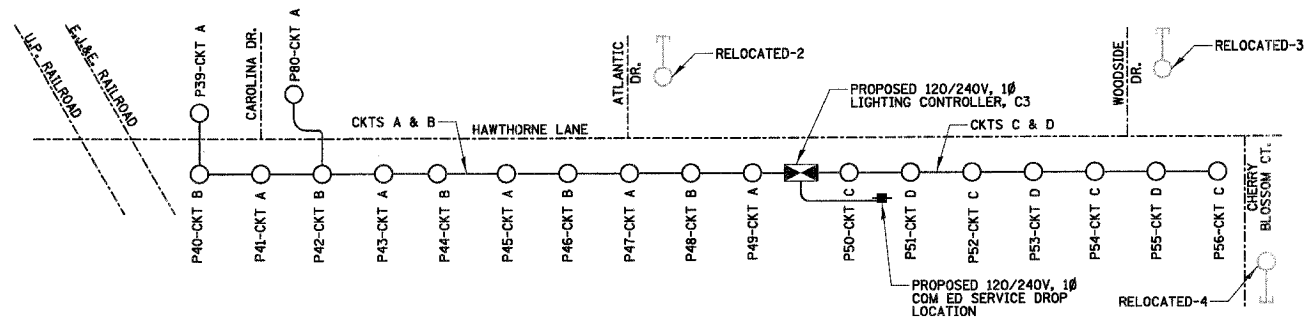 U.P. RAILROAD
E.J.&E. RAILROAD
P39-CKT A
CAROLINA DR.
P80-CKT A
CKTS A & B
HAWTHORNE LANE
ATLANTIC
DR.
RELOCATED-2
PROPOSED 120/240V, 1Ø
LIGHTING CONTROLLER, C3
CKTS C & D
WOODSIDE
DR.
RELOCATED-3
CHERRY
BLOSSOM CT.
P40-CKT B
P41-CKT A
P42-CKT B
P43-CKT A
P44-CKT B
P45-CKT A
P46-CKT B
P47-CKT A
P48-CKT B
P49-CKT A
P50-CKT C
P51-CKT D
P52-CKT C
P53-CKT D
P54-CKT C
P55-CKT D
P56-CKT C
PROPOSED 120/240V, 1Ø
COM ED SERVICE DROP
LOCATION
RELOCATED-4